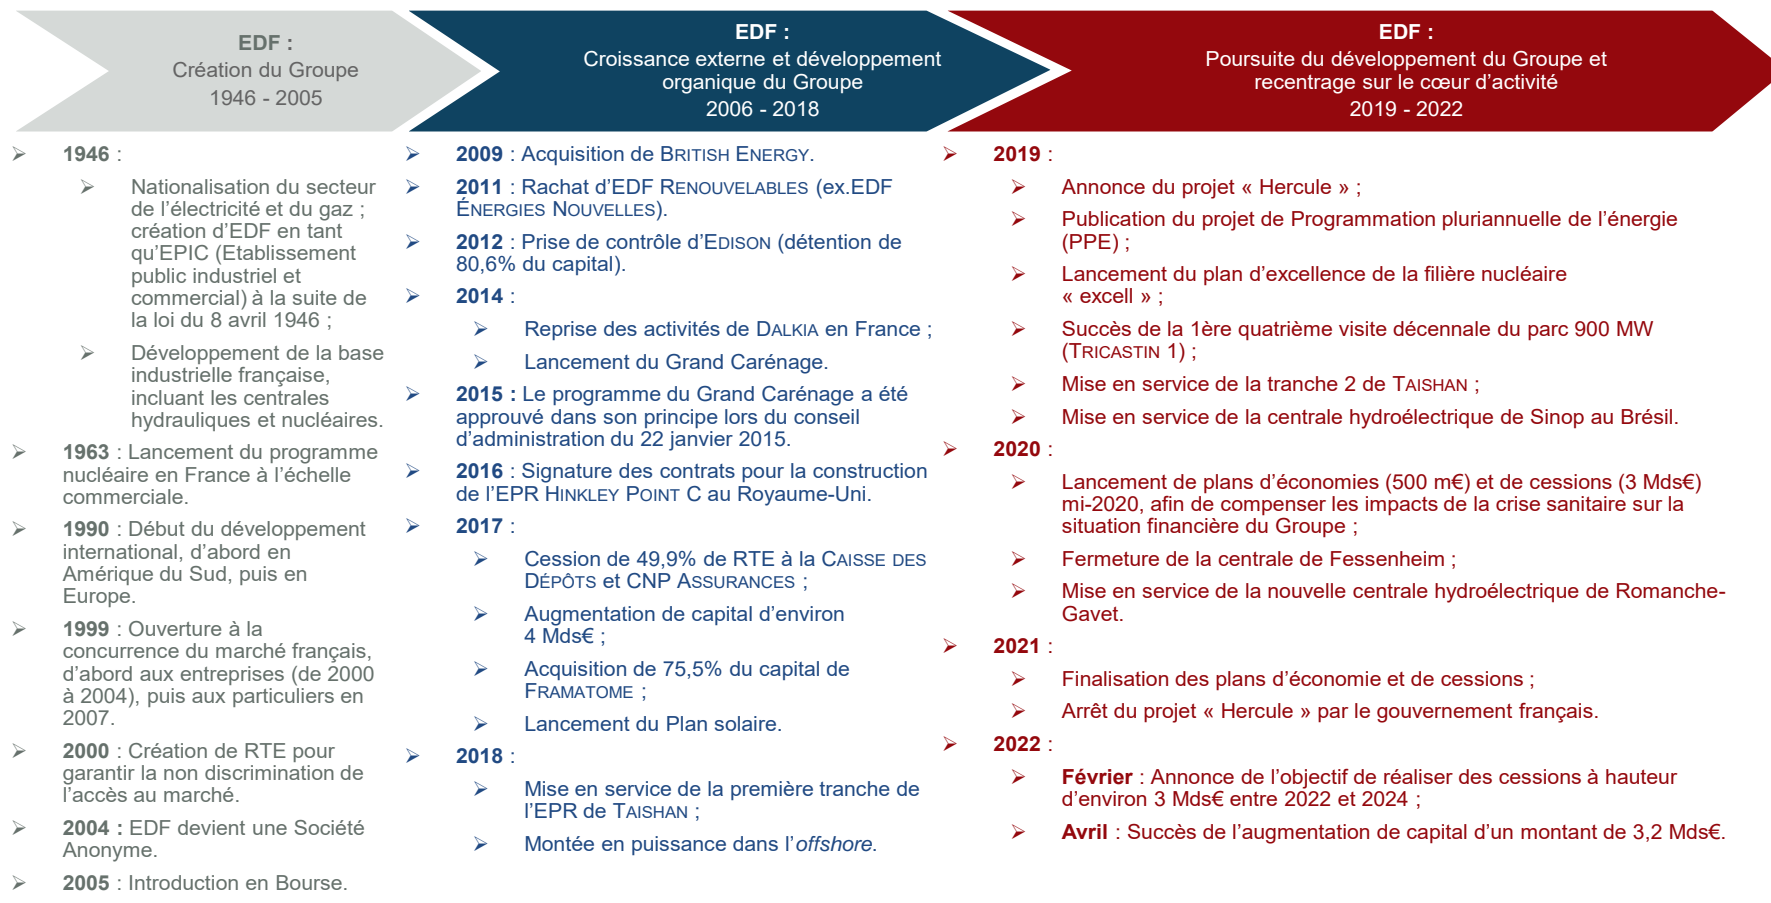 EDF :
Création du Groupe
1946 - 2005
➢ 1946 :
➢ Nationalisation du secteur
de l’électricité et du gaz ;
création d’EDF en tant
qu’EPIC (Etablissement
public industriel et
commercial) à la suite de
la loi du 8 avril 1946 ;
➢ Développement de la base
industrielle française,
incluant les centrales
hydrauliques et nucléaires.
➢ 1963 : Lancement du programme
nucléaire en France à l’échelle
commerciale.
➢ 1990 : Début du développement
international, d’abord en
Amérique du Sud, puis en
Europe.
➢ 1999 : Ouverture à la
concurrence du marché français,
d’abord aux entreprises (de 2000
à 2004), puis aux particuliers en
2007.
➢ 2000 : Création de RTE pour
garantir la non discrimination de
l’accès au marché.
➢ 2004 : EDF devient une Société
Anonyme.
➢ 2005 : Introduction en Bourse.
EDF :
Croissance externe et développement
organique du Groupe
2006 - 2018
➢ 2009 : Acquisition de BRITISH ENERGY.
➢ 2011 : Rachat d’EDF RENOUVELABLES (ex.EDF
ÉNERGIES NOUVELLES).
➢ 2012 : Prise de contrôle d’EDISON (détention de
80,6% du capital).
➢ 2014 :
➢ Reprise des activités de DALKIA en France ;
➢ Lancement du Grand Carénage.
➢ 2015 : Le programme du Grand Carénage a été
approuvé dans son principe lors du conseil
d’administration du 22 janvier 2015.
➢ 2016 : Signature des contrats pour la construction
de l’EPR HINKLEY POINT C au Royaume-Uni.
➢ 2017 :
➢ Cession de 49,9% de RTE à la CAISSE DES
DÉPÔTS et CNP ASSURANCES ;
➢ Augmentation de capital d’environ
4 Mds€ ;
➢ Acquisition de 75,5% du capital de
FRAMATOME ;
➢ Lancement du Plan solaire.
➢ 2018 :
➢ Mise en service de la première tranche de
l’EPR de TAISHAN ;
➢ Montée en puissance dans l’offshore.
EDF :
Poursuite du développement du Groupe et
recentrage sur le cœur d’activité
2019 - 2022
➢ 2019 :
➢ Annonce du projet « Hercule » ;
➢ Publication du projet de Programmation pluriannuelle de l’énergie
(PPE) ;
➢ Lancement du plan d’excellence de la filière nucléaire
« excell » ;
➢ Succès de la 1ère quatrième visite décennale du parc 900 MW
(TRICASTIN 1) ;
➢ Mise en service de la tranche 2 de TAISHAN ;
➢ Mise en service de la centrale hydroélectrique de Sinop au Brésil.
➢ 2020 :
➢ Lancement de plans d’économies (500 m€) et de cessions (3 Mds€)
mi-2020, afin de compenser les impacts de la crise sanitaire sur la
situation financière du Groupe ;
➢ Fermeture de la centrale de Fessenheim ;
➢ Mise en service de la nouvelle centrale hydroélectrique de Romanche-
Gavet.
➢ 2021 :
➢ Finalisation des plans d’économie et de cessions ;
➢ Arrêt du projet « Hercule » par le gouvernement français.
➢ 2022 :
➢ Février : Annonce de l’objectif de réaliser des cessions à hauteur
d’environ 3 Mds€ entre 2022 et 2024 ;
➢ Avril : Succès de l’augmentation de capital d’un montant de 3,2 Mds€.